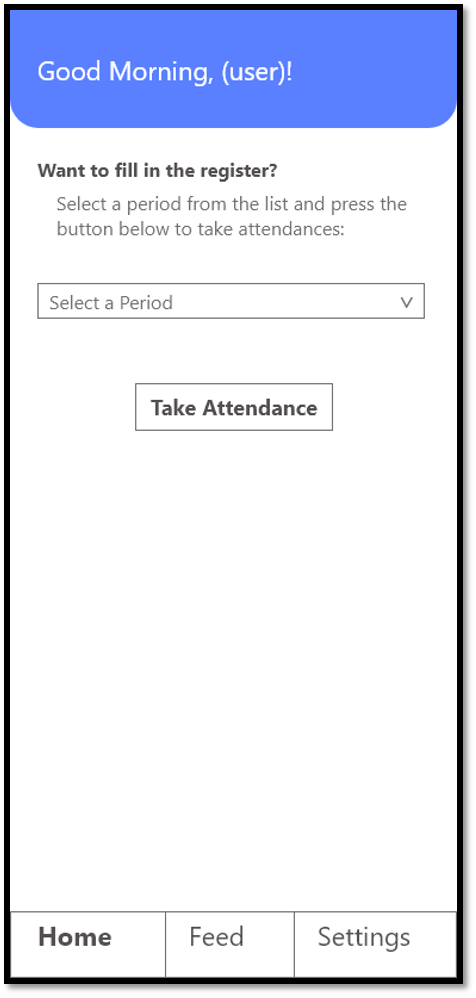 Good Morning, (user)!
Want to fill in the register?
Select a period from the list and press the
button below to take attendances:
Select a Period
Take Attendance
Home Feed Settings